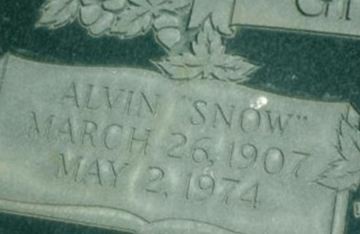 ALVIN "SNOW"
MARCH 26, 1907
MAY 2, 1974